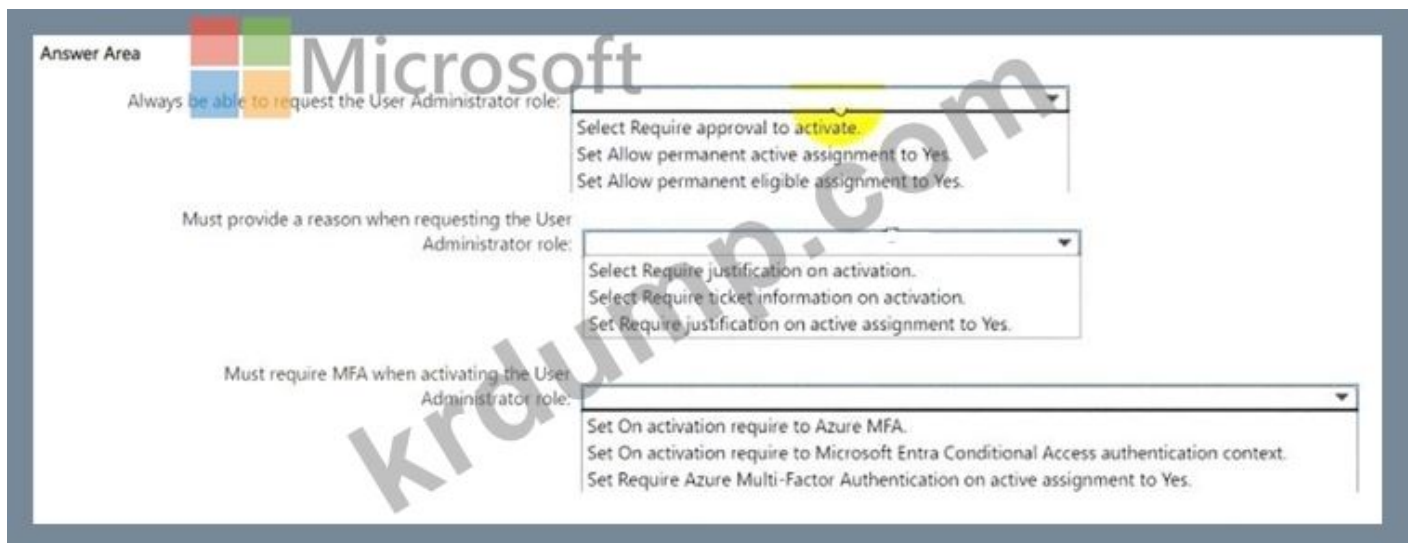 Microsoft
Answer Area
Always be able to request the User Administrator role:
Select Require approval to activate.
Set Allow permanent active assignment to Yes.
Set Allow permanent eligible assignment to Yes.
Must provide a reason when requesting the User
Administrator role:
Select Require justification on activation.
Select Require ticket information on activation.
Set Require justification on active assignment to Yes.
Must require MFA when activating the User
Administrator role:
Set On activation require to Azure MFA.
Set On activation require to Microsoft Entra Conditional Access authentication context.
Set Require Azure Multi-Factor Authentication on active assignment to Yes.
krdump.com